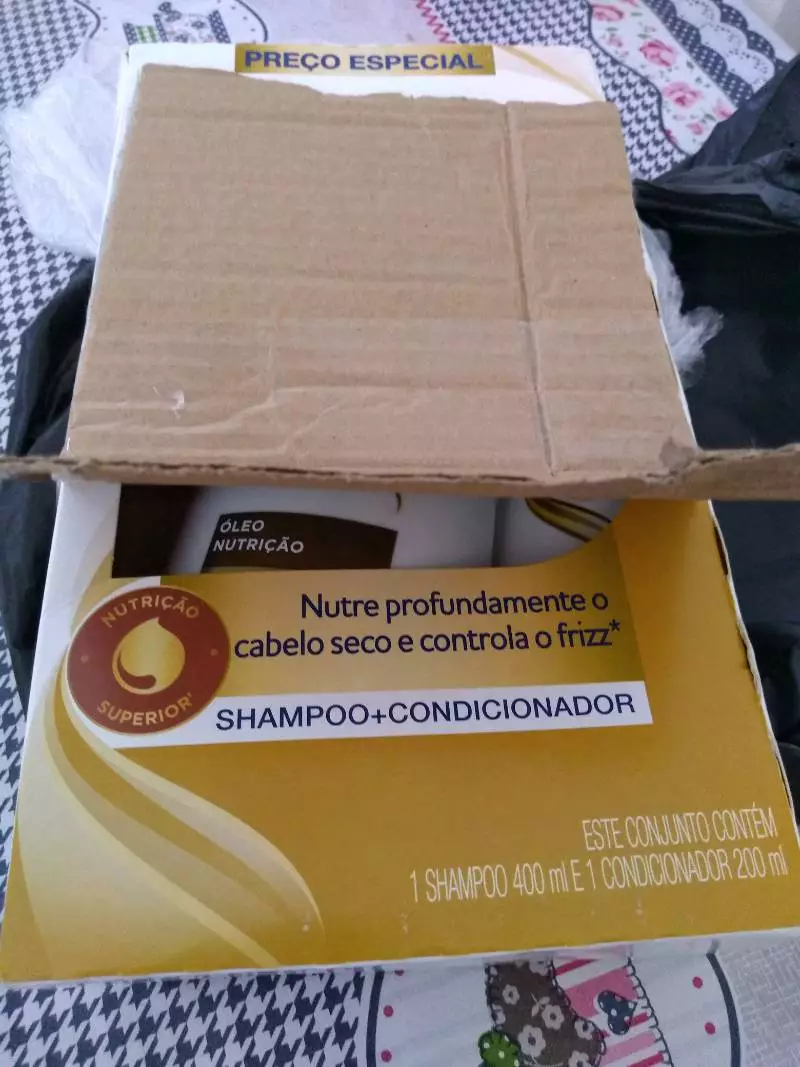 PREÇO ESPECIAL
ÓLEO
NUTRIÇÃO
NUTRIÇÃO
SUPERIOR¹
Nutre profundamente o
cabelo seco e controla o frizz*
SHAMPOO+CONDICIONADOR
ESTE CONJUNTO CONTÉM
1 SHAMPOO 400 ml E 1 CONDICIONADOR 200 ml